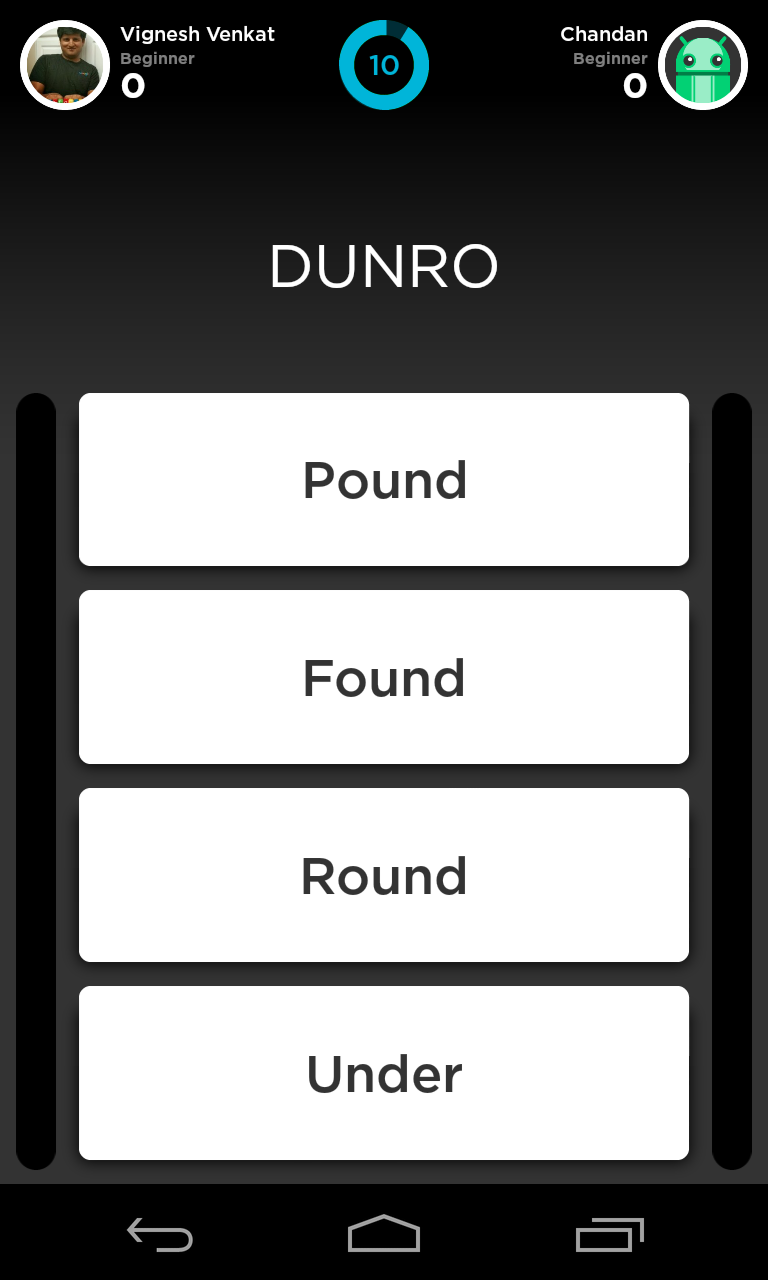 Vignesh Venkat
Beginner
0
10
Chandan
Beginner
0
DUNRO
Pound
Found
Round
Under